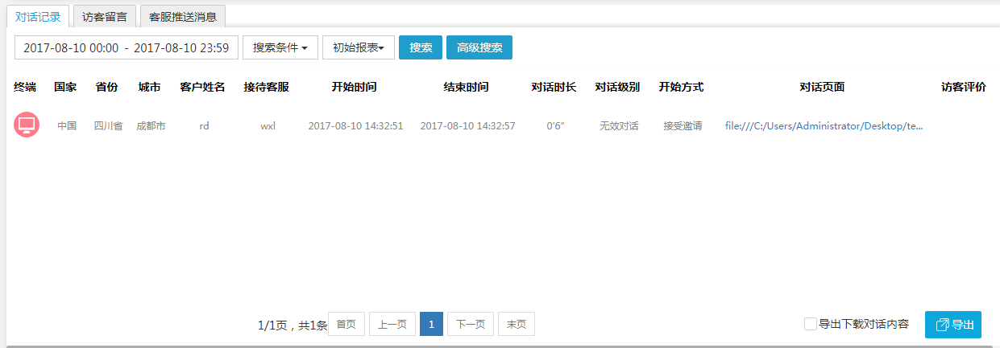 对话记录 访客留言 客服推送消息
2017-08-10 00:00 - 2017-08-10 23:59 搜索条件 初始报表 搜索 高级搜索
终端 国家 省份 城市 客户姓名 接待客服 开始时间 结束时间 对话时长 对话级别 开始方式 对话页面 访客评价
中国 四川省 成都市 rd wxl 2017-08-10 14:32:51 2017-08-10 14:32:57 0'6" 无效对话 接受邀请 file:///C:/Users/Administrator/Desktop/te...
1/1页，共1条 首页 上一页 1 下一页 末页 导出下载对话内容 导出